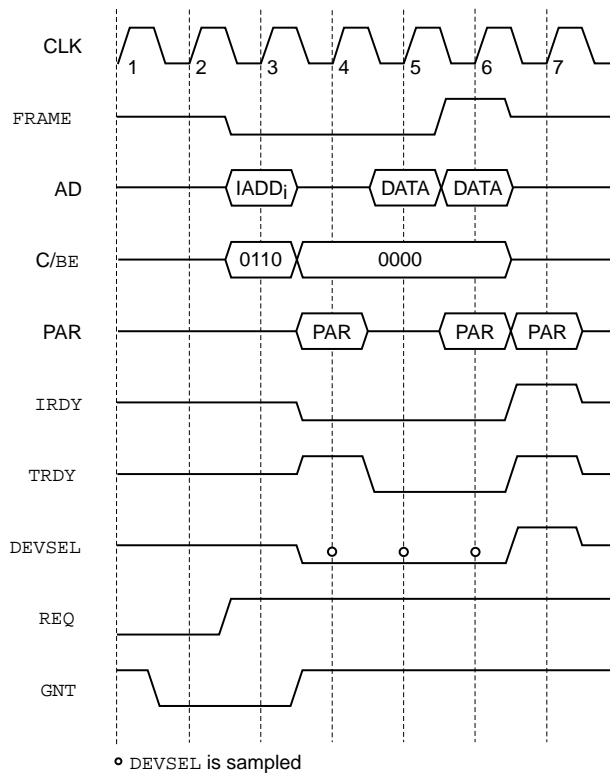 CLK
1 2 3 4 5 6 7
FRAME
AD IADDi DATA DATA
C/BE 0110 0000
PAR PAR PAR PAR
IRDY
TRDY
DEVSEL
REQ
GNT
DEVSEL is sampled